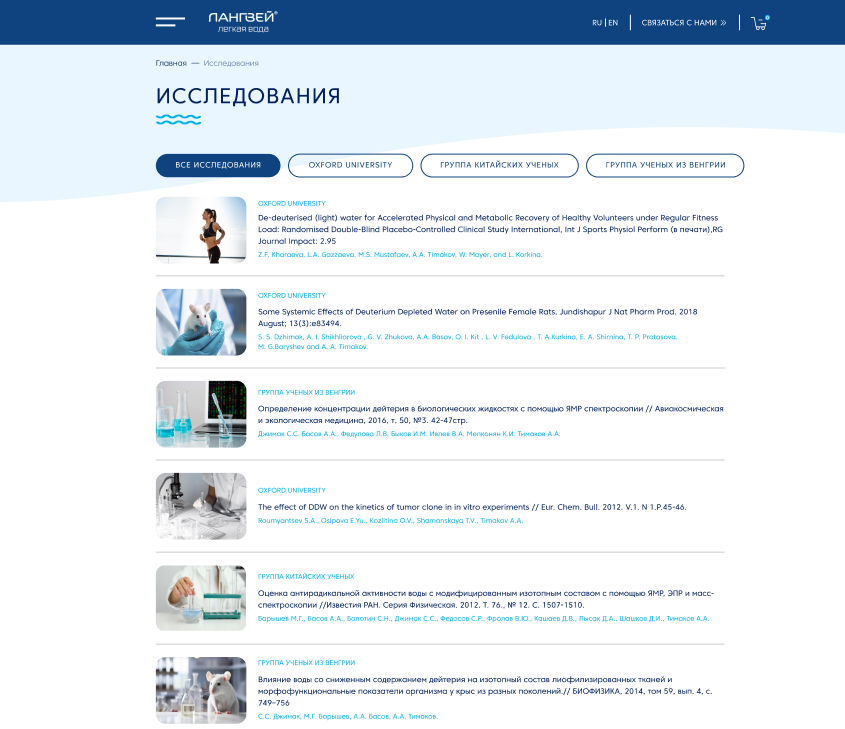 ЛАНГВЕЙ®
легкая вода
RU | EN
СВЯЗАТЬСЯ С НАМИ
0
Главная — Исследования
ИССЛЕДОВАНИЯ
ВСЕ ИССЛЕДОВАНИЯ
OXFORD UNIVERSITY
ГРУППА КИТАЙСКИХ УЧЕНЫХ
ГРУППА УЧЕНЫХ ИЗ ВЕНГРИИ
OXFORD UNIVERSITY
De-deuterised (light) water for Accelerated Physical and Metabolic Recovery of Healthy Volunteers under Regular Fitness
Load: Randomised Double-Blind Placebo-Controlled Clinical Study International, Int J Sports Physiol Perform (в печати),RG
Journal Impact: 2.95
Z.F. Kharaeva, L.A. Gazzaeva, M.S. Mustafaev, A.A. Timakov, W. Mayer, and L. Korkina.
OXFORD UNIVERSITY
Some Systemic Effects of Deuterium Depleted Water on Presenile Female Rats. Jundishapur J Nat Pharm Prod. 2018
August; 13(3):e83494.
S. S. Dzhimak, A. I. Shikhliarova , G. V. Zhukova, A.A. Basov, O. I. Kit , L. V. Fedulova , T. A.Kurkina, E. A. Shirnina, T. P. Protasova,
M. G.Baryshev and A. A. Timakov.
ГРУППА УЧЕНЫХ ИЗ ВЕНГРИИ
Определение концентрации дейтерия в биологических жидкостях с помощью ЯМР спектроскопии // Авиакосмическая
и экологическая медицина, 2016, т. 50, №3. 42-47стр.
Джимак С.С. Басов А.А., Федулова Л.В, Быков И.М. Ивлев В.А. Мелконян К.И. Тимаков А.А.
OXFORD UNIVERSITY
The effect of DDW on the kinetics of tumor clone in in vitro experiments // Eur. Chem. Bull. 2012. V.1. N 1.P.45-46.
Roumyantsev S.A., Osipova E.Yu., Kozlitina O.V., Shamanskaya T.V., Timakov A.A.
ГРУППА КИТАЙСКИХ УЧЕНЫХ
Оценка антирадикальной активности воды с модифицированным изотопным составом с помощью ЯМР, ЭПР и масс-
спектроскопии //Известия РАН. Серия Физическая. 2012. Т. 76., № 12. С. 1507-1510.
Барышев М.Г., Басов А.А., Болотин С.Н., Джимак С.С., Федосов С.Р., Фролов В.Ю., Кашаев Д.В., Лысак Д.А., Шашков Д.И., Тимаков А.А.
ГРУППА УЧЕНЫХ ИЗ ВЕНГРИИ
Влияние воды со сниженным содержанием дейтерия на изотопный состав лиофилизированных тканей и
морфофункциональные показатели организма у крыс из разных поколений.// БИОФИЗИКА, 2014, том 59, вып. 4, с.
749–756
С.С. Джимак, М.Г. Барышев, А.А. Басов, А.А. Тимаков.